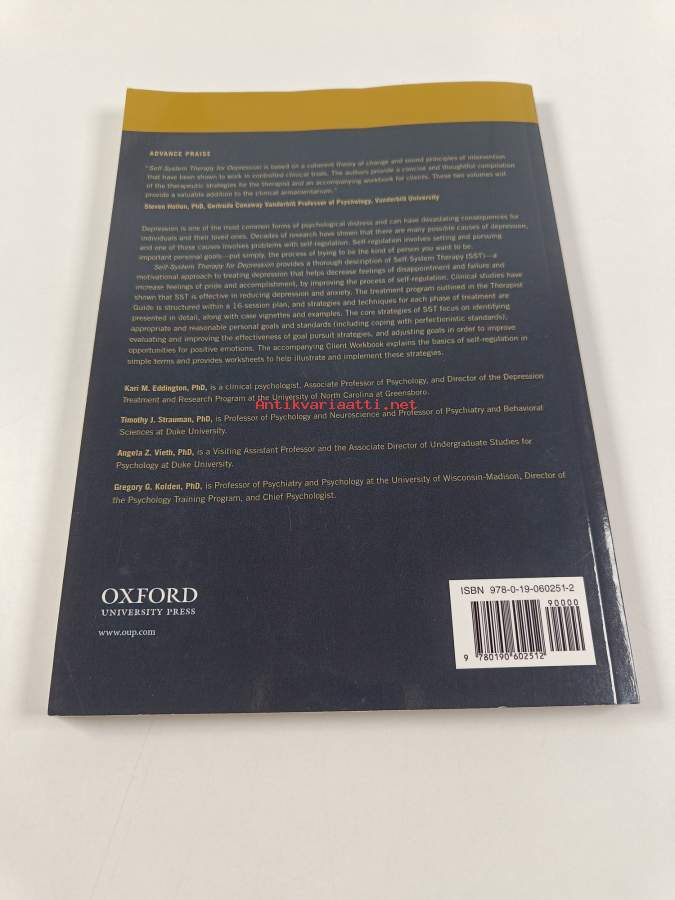 ADVANCE PRAISE
"Self-System Therapy for Depression is based on a coherent theory of change and sound principles of intervention
that have been shown to work in controlled clinical trials. The authors provide a concise and thoughtful compilation
of the therapeutic strategies for the therapist and an accompanying workbook for clients. These two volumes will
provide a valuable addition to the clinical armamentarium."
Steven Hollon, PhD, Gertrude Conaway Vanderbilt Professor of Psychology, Vanderbilt University
Depression is one of the most common forms of psychological distress and can have devastating consequences for
individuals and their loved ones. Decades of research have shown that there are many possible causes of depression,
and one of those causes involves problems with self-regulation. Self-regulation involves setting and pursuing
important personal goals—put simply, the process of trying to be the kind of person you want to be.
Self-System Therapy for Depression provides a thorough description of Self-System Therapy (SST)—a
motivational approach to treating depression that helps decrease feelings of disappointment and failure and
increase feelings of pride and accomplishment, by improving the process of self-regulation. Clinical studies have
shown that SST is effective in reducing depression and anxiety. The treatment program outlined in the Therapist
Guide is structured within a 16-session plan, and strategies and techniques for each phase of treatment are
presented in detail, along with case vignettes and examples. The core strategies of SST focus on identifying
appropriate and reasonable personal goals and standards (including coping with perfectionistic standards),
evaluating and improving the effectiveness of goal pursuit strategies, and adjusting goals in order to improve
opportunities for positive emotions. The accompanying Client Workbook explains the basics of self-regulation in
simple terms and provides worksheets to help illustrate and implement these strategies.
Kari M. Eddington, PhD, is a clinical psychologist, Associate Professor of Psychology, and Director of the Depression
Treatment and Research Program at the University of North Carolina at Greensboro.
Antikvariaatti.net
Timothy J. Strauman, PhD, is Professor of Psychology and Neuroscience and Professor of Psychiatry and Behavioral
Sciences at Duke University.
Angela Z. Vieth, PhD, is a Visiting Assistant Professor and the Associate Director of Undergraduate Studies for
Psychology at Duke University.
Gregory G. Kolden, PhD, is Professor of Psychiatry and Psychology at the University of Wisconsin-Madison, Director of
the Psychology Training Program, and Chief Psychologist.
OXFORD
UNIVERSITY PRESS
www.oup.com
ISBN 978-0-19-060251-2
90000
9 780190 602512